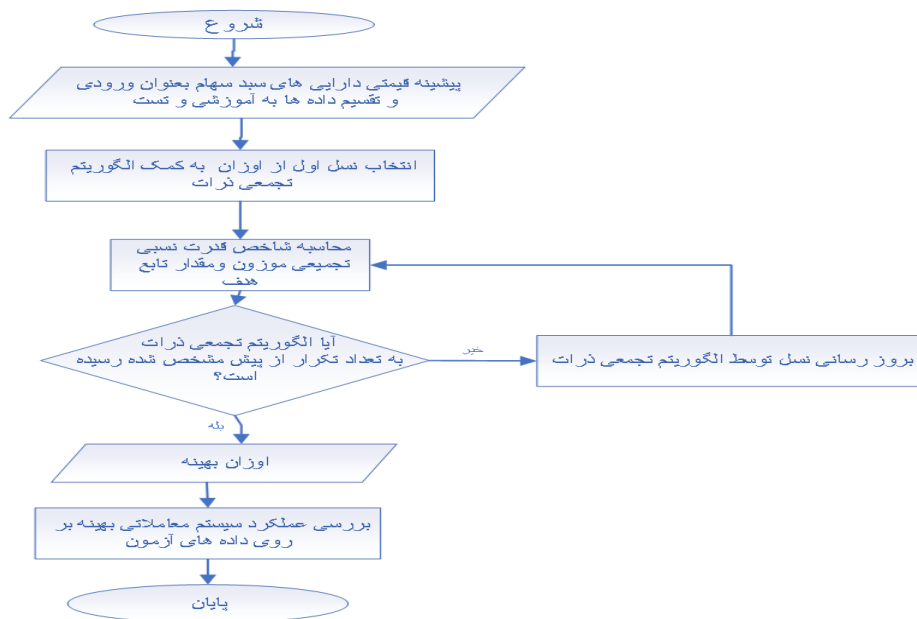 شروع
پیشینه قیمتی دارایی های سبد سهام بعنوان ورودی
و تقسیم داده ها به آموزشی و تست
انتخاب نسل اول از اوزان به کمک الگوریتم
تجمعی ذرات
محاسبه شاخص قدرت نسبی
تجمیعی موزون ومقدار تابع
هدف
آیا الگوریتم تجمعی ذرات
به تعداد تکرار از پیش مشخص شده رسیده
است؟
خیر
بروز رسانی نسل توسط الگوریتم تجمعی ذرات
بله
اوزان بهینه
بررسی عملکرد سیستم معاملاتی بهینه بر
روی داده های آزمون
پایان